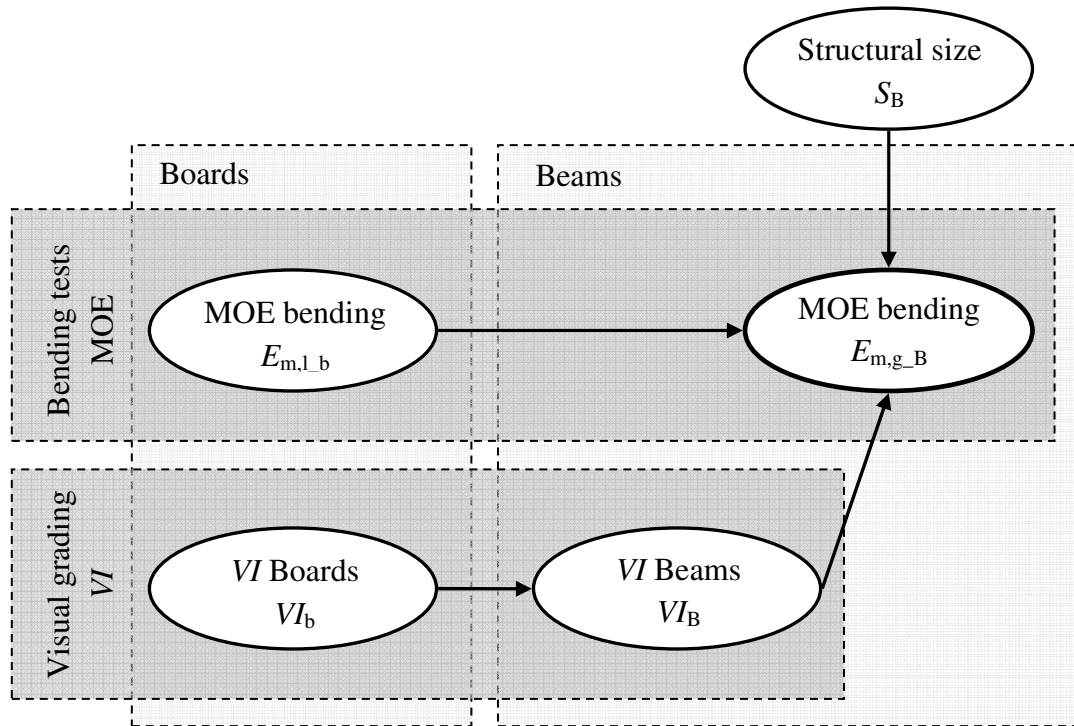 Structural size
S_B
Boards
Beams
Bending tests
MOE
MOE bending
E_m,l_b
MOE bending
E_m,g_B
Visual grading
VI
VI Boards
VI_b
VI Beams
VI_B